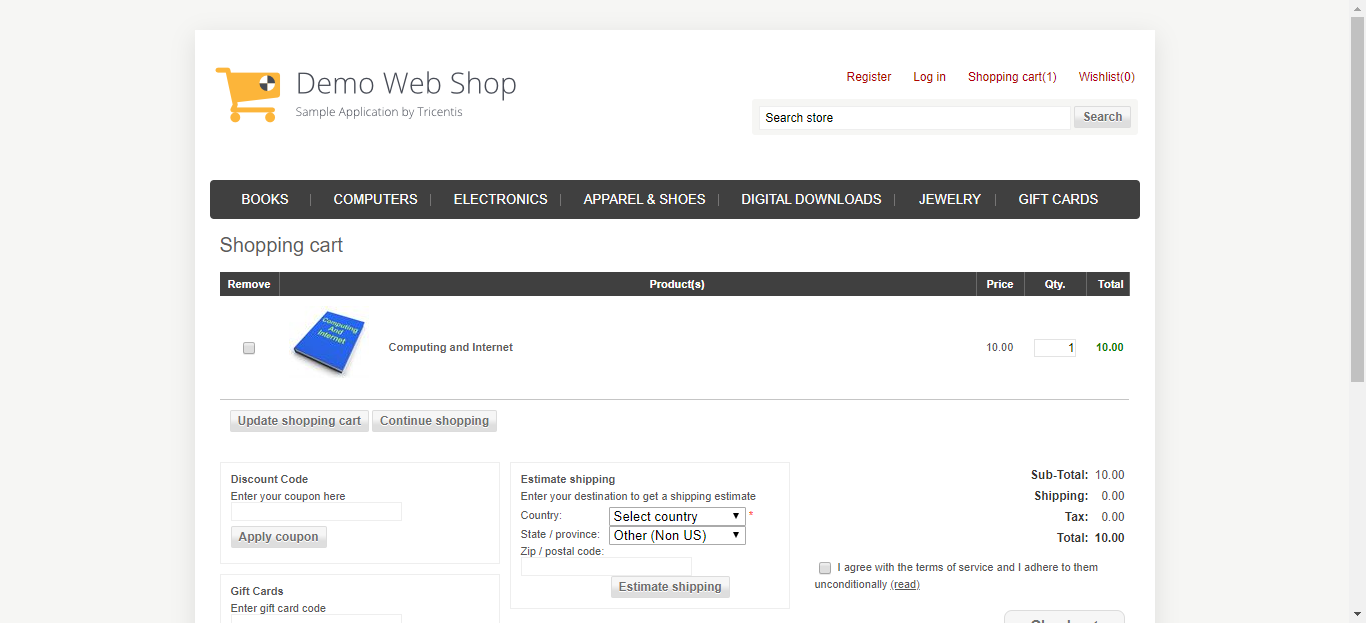 Demo Web Shop
Sample Application by Tricentis
Register Log in Shopping cart(1) Wishlist(0)
Search store Search
BOOKS COMPUTERS ELECTRONICS APPAREL & SHOES DIGITAL DOWNLOADS JEWELRY GIFT CARDS
Shopping cart
Remove Product(s) Price Qty. Total
Computing And Internet
Computing and Internet 10.00 1 10.00
Update shopping cart Continue shopping
Discount Code
Enter your coupon here
Apply coupon
Gift Cards
Enter gift card code
Estimate shipping
Enter your destination to get a shipping estimate
Country: Select country *
State / province: Other (Non US)
Zip / postal code:
Estimate shipping
Sub-Total: 10.00
Shipping: 0.00
Tax: 0.00
Total: 10.00
I agree with the terms of service and I adhere to them
unconditionally (read)